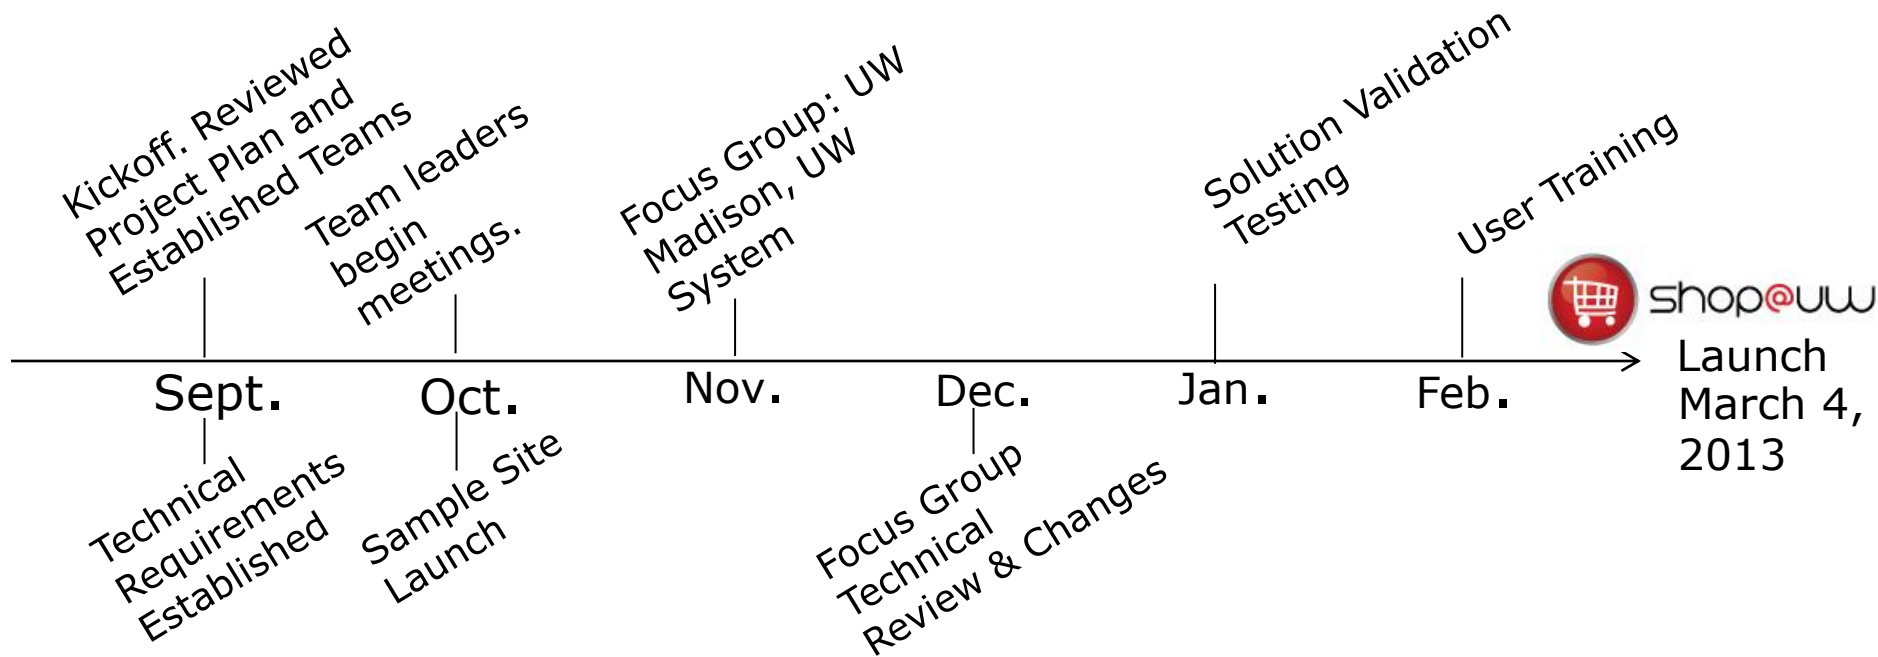 Kickoff. Reviewed
Project Plan and
Established Teams
Team leaders
begin
meetings.
Focus Group: UW
Madison, UW
System
Solution Validation
Testing
User Training
shop@uw
Launch
March 4,
2013
Sept.
Oct.
Nov.
Dec.
Jan.
Feb.
Technical
Requirements
Established
Sample Site
Launch
Focus Group
Technical
Review & Changes